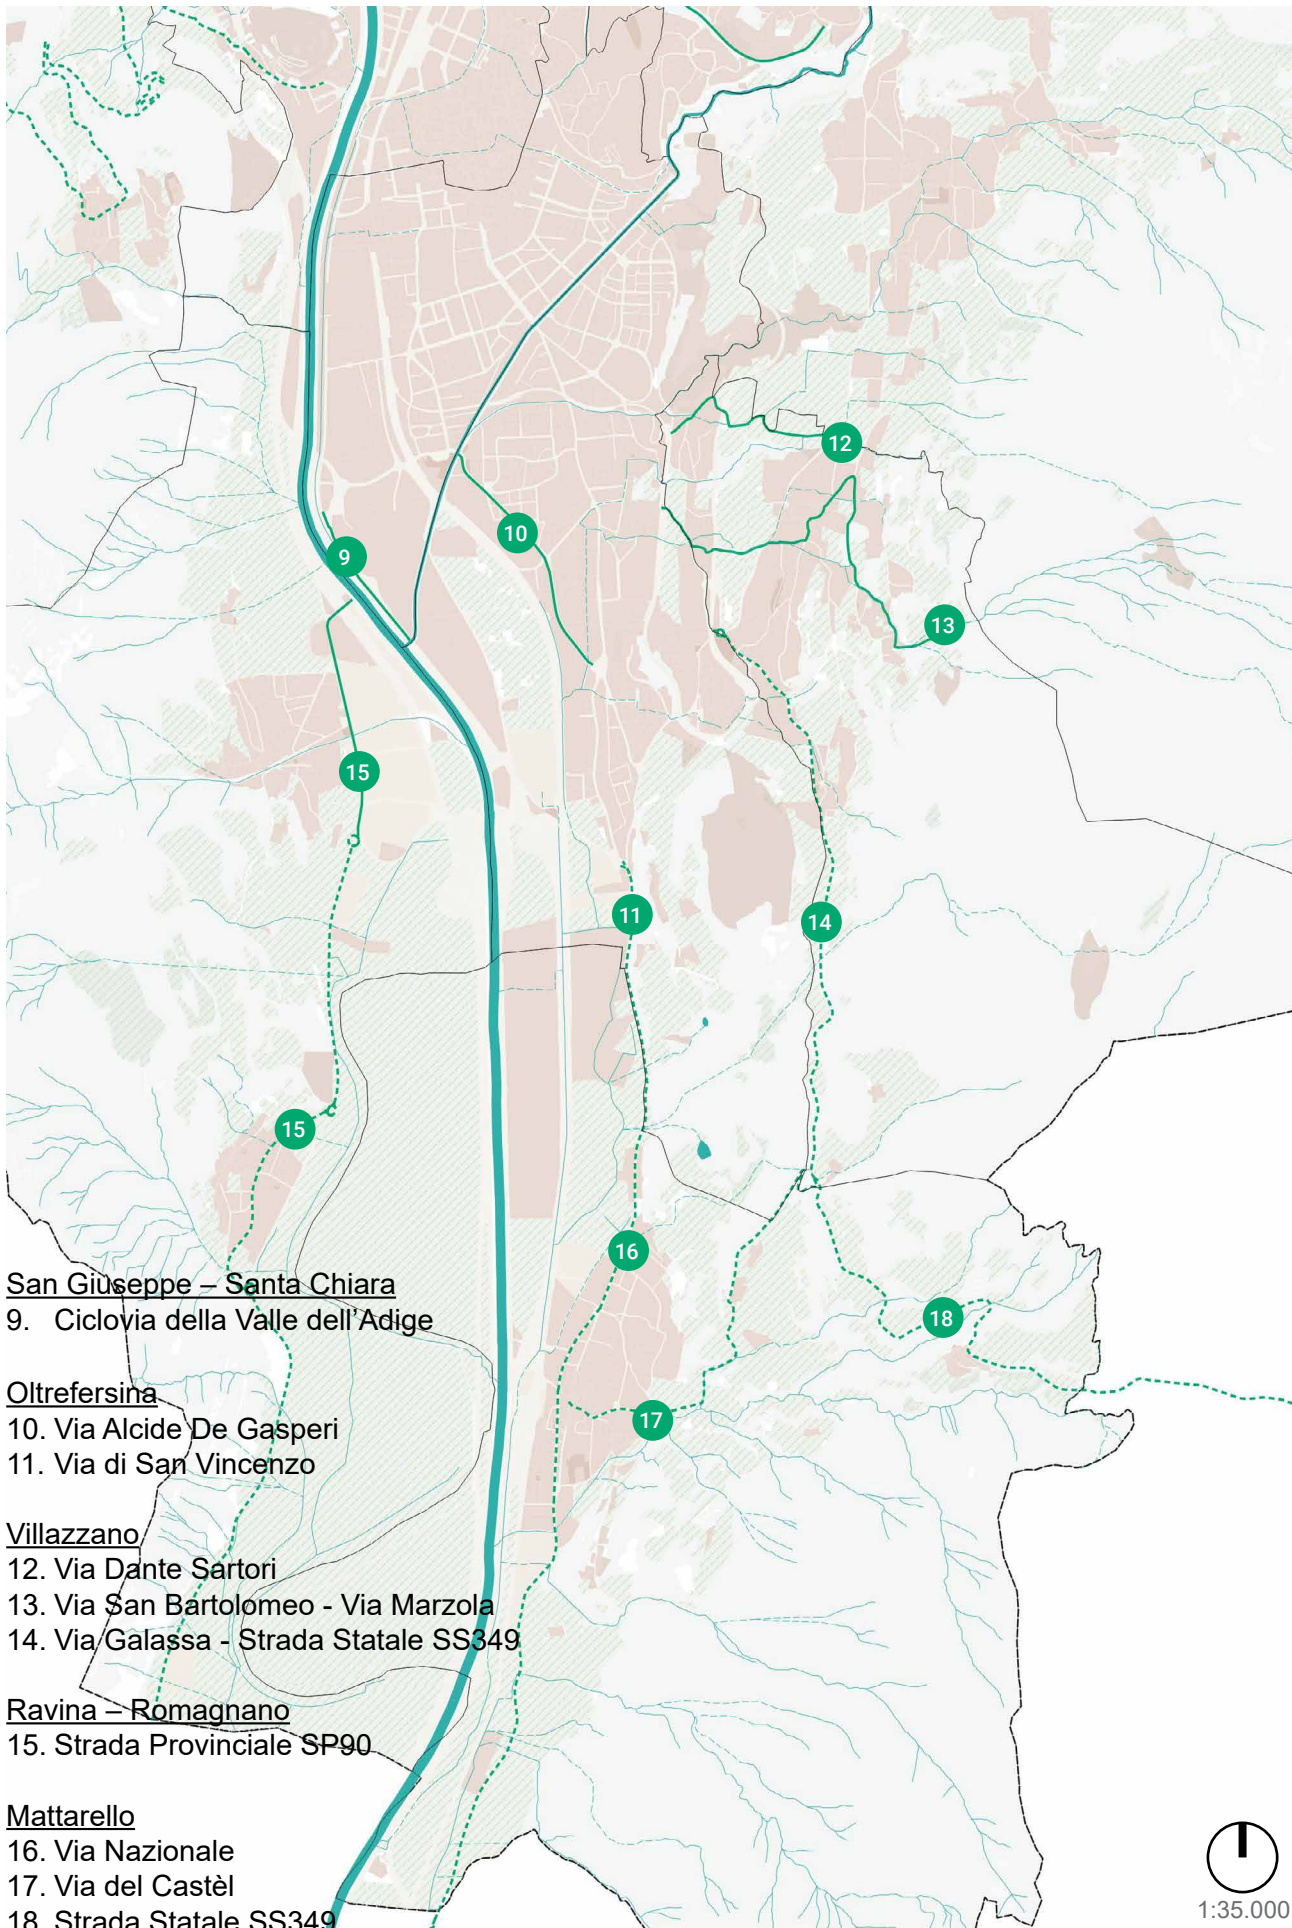 12
10
9
13
15
11
14
15
16
18
17
San Giuseppe – Santa Chiara
9. Ciclovia della Valle dell'Adige
Oltrefersina
10. Via Alcide De Gasperi
11. Via di San Vincenzo
Villazzano
12. Via Dante Sartori
13. Via San Bartolomeo - Via Marzola
14. Via Galassa - Strada Statale SS349
Ravina – Romagnano
15. Strada Provinciale SP90
Mattarello
16. Via Nazionale
17. Via del Castèl
18. Strada Statale SS349
1:35.000